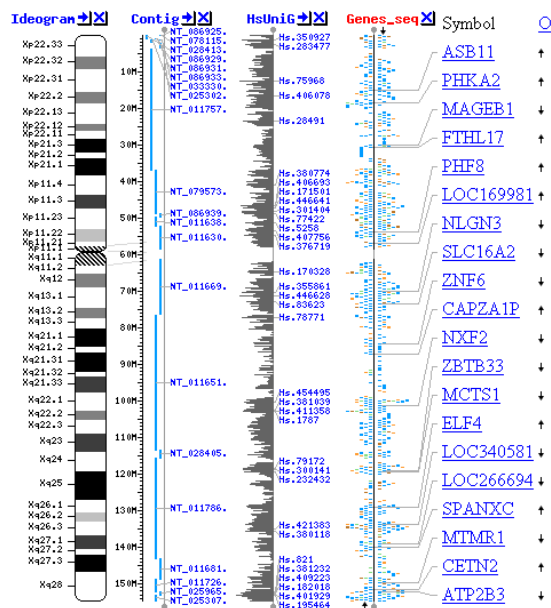 Ideogram
Contig
HsUniG
Genes_seq
Symbol
O
Xp22.33
Xp22.32
Xp22.31
Xp22.2
Xp22.13
Xp22.12
Xp21.3
Xp21.2
Xp21.1
Xp11.4
Xp11.3
Xp11.23
Xp11.22
Xp11.21
Xp11.1
Xq11.1
Xq11.2
Xq12
Xq13.1
Xq13.2
Xq13.3
Xq21.1
Xq21.2
Xq21.31
Xq21.32
Xq21.33
Xq22.1
Xq22.2
Xq22.3
Xq23
Xq24
Xq25
Xq26.1
Xq26.2
Xq26.3
Xq27.1
Xq27.2
Xq27.3
Xq28
10M
20M
30M
40M
50M
60M
70M
80M
90M
100M
110M
120M
130M
140M
150M
NT_086925.
NT_078115.
NT_028413.
NT_086929.
NT_086931.
NT_086933.
NT_033330.
NT_025302.
NT_011757.
NT_079573.
NT_086939.
NT_011638.
NT_011630.
NT_011669.
NT_011651.
NT_028405.
NT_011786.
NT_011681.
NT_011726.
NT_025965.
NT_025307.
Hs.350927
Hs.283477
Hs.75968
Hs.406078
Hs.28491
Hs.380774
Hs.406693
Hs.171501
Hs.446641
Hs.301404
Hs.77422
Hs.5258
Hs.407756
Hs.376719
Hs.170328
Hs.355861
Hs.446628
Hs.83623
Hs.78771
Hs.454495
Hs.381039
Hs.411358
Hs.1787
Hs.79172
Hs.300141
Hs.232432
Hs.421383
Hs.380118
Hs.821
Hs.381232
Hs.409223
Hs.182018
Hs.401929
Hs.195464
ASB11
PHKA2
MAGEB1
FTHL17
PHF8
LOC169981
NLGN3
SLC16A2
ZNF6
CAPZA1P
NXF2
ZBTB33
MCTS1
ELF4
LOC340581
LOC266694
SPANXC
MTMR1
CETN2
ATP2B3